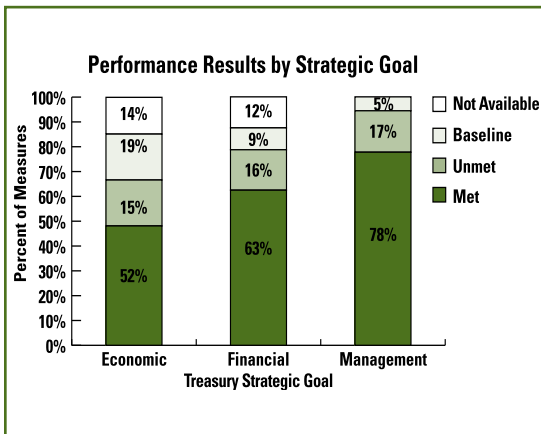 Performance Results by Strategic Goal
100%
90%
80%
70%
60%
50%
40%
30%
20%
10%
0%
Percent of Measures
14%
19%
15%
52%
12%
9%
16%
63%
5%
17%
78%
Not Available
Baseline
Unmet
Met
Economic Financial Management
Treasury Strategic Goal